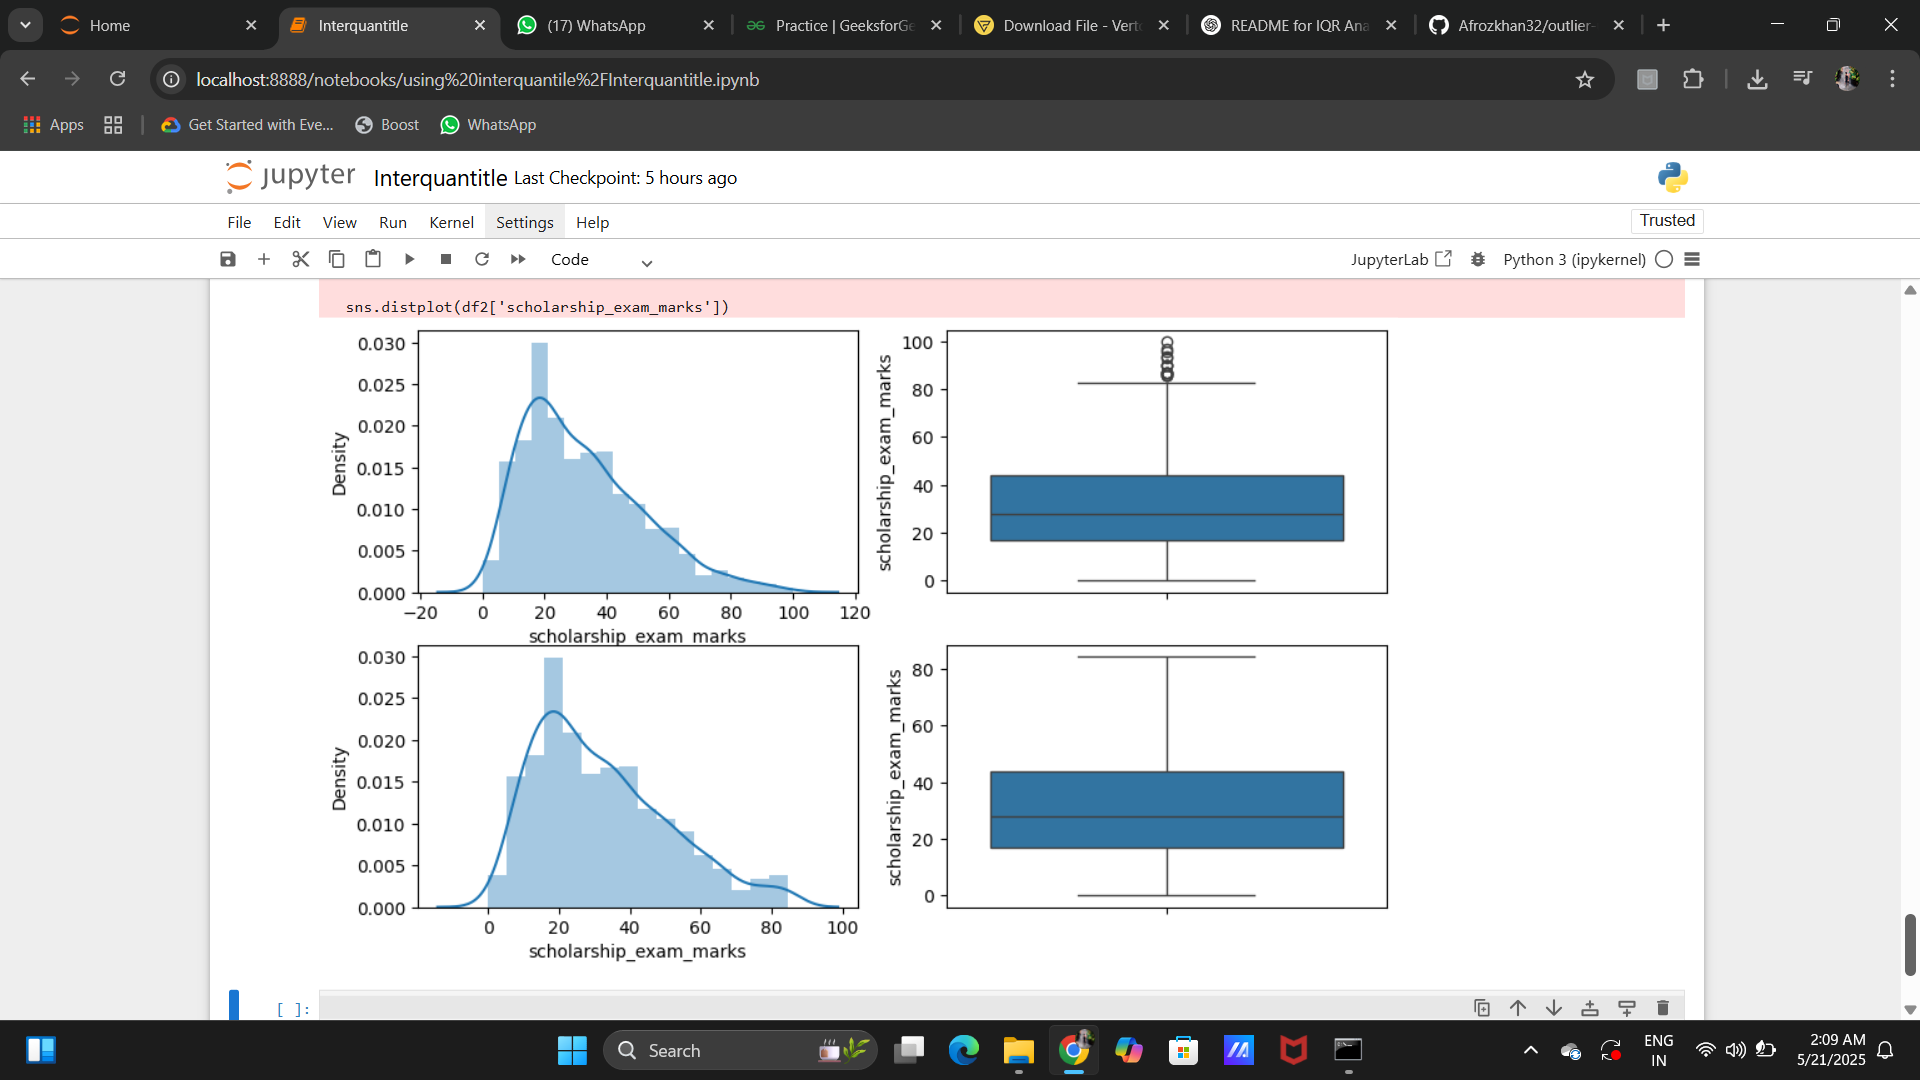 Home
Interquantitle
(17) WhatsApp
Practice | GeeksforGe
Download File - Verto
README for IQR Ana
Afrozkhan32/outlier-
localhost:8888/notebooks/using%20interquantile%2FInterquantitle.ipynb
Apps
Get Started with Eve...
Boost
WhatsApp
jupyter Interquantitle Last Checkpoint: 5 hours ago
File Edit View Run Kernel Settings Help
Trusted
Code
JupyterLab
Python 3 (ipykernel)
sns.distplot(df2['scholarship_exam_marks'])
0.030
0.025
0.020
0.015
0.010
0.005
0.000
Density
−20 0 20 40 60 80 100 120
scholarship_exam_marks
100
80
60
40
20
0
scholarship_exam_marks
0.030
0.025
0.020
0.015
0.010
0.005
0.000
Density
0 20 40 60 80 100
scholarship_exam_marks
80
60
40
20
0
scholarship_exam_marks
[ ]:
Search
ENG
IN
2:09 AM
5/21/2025